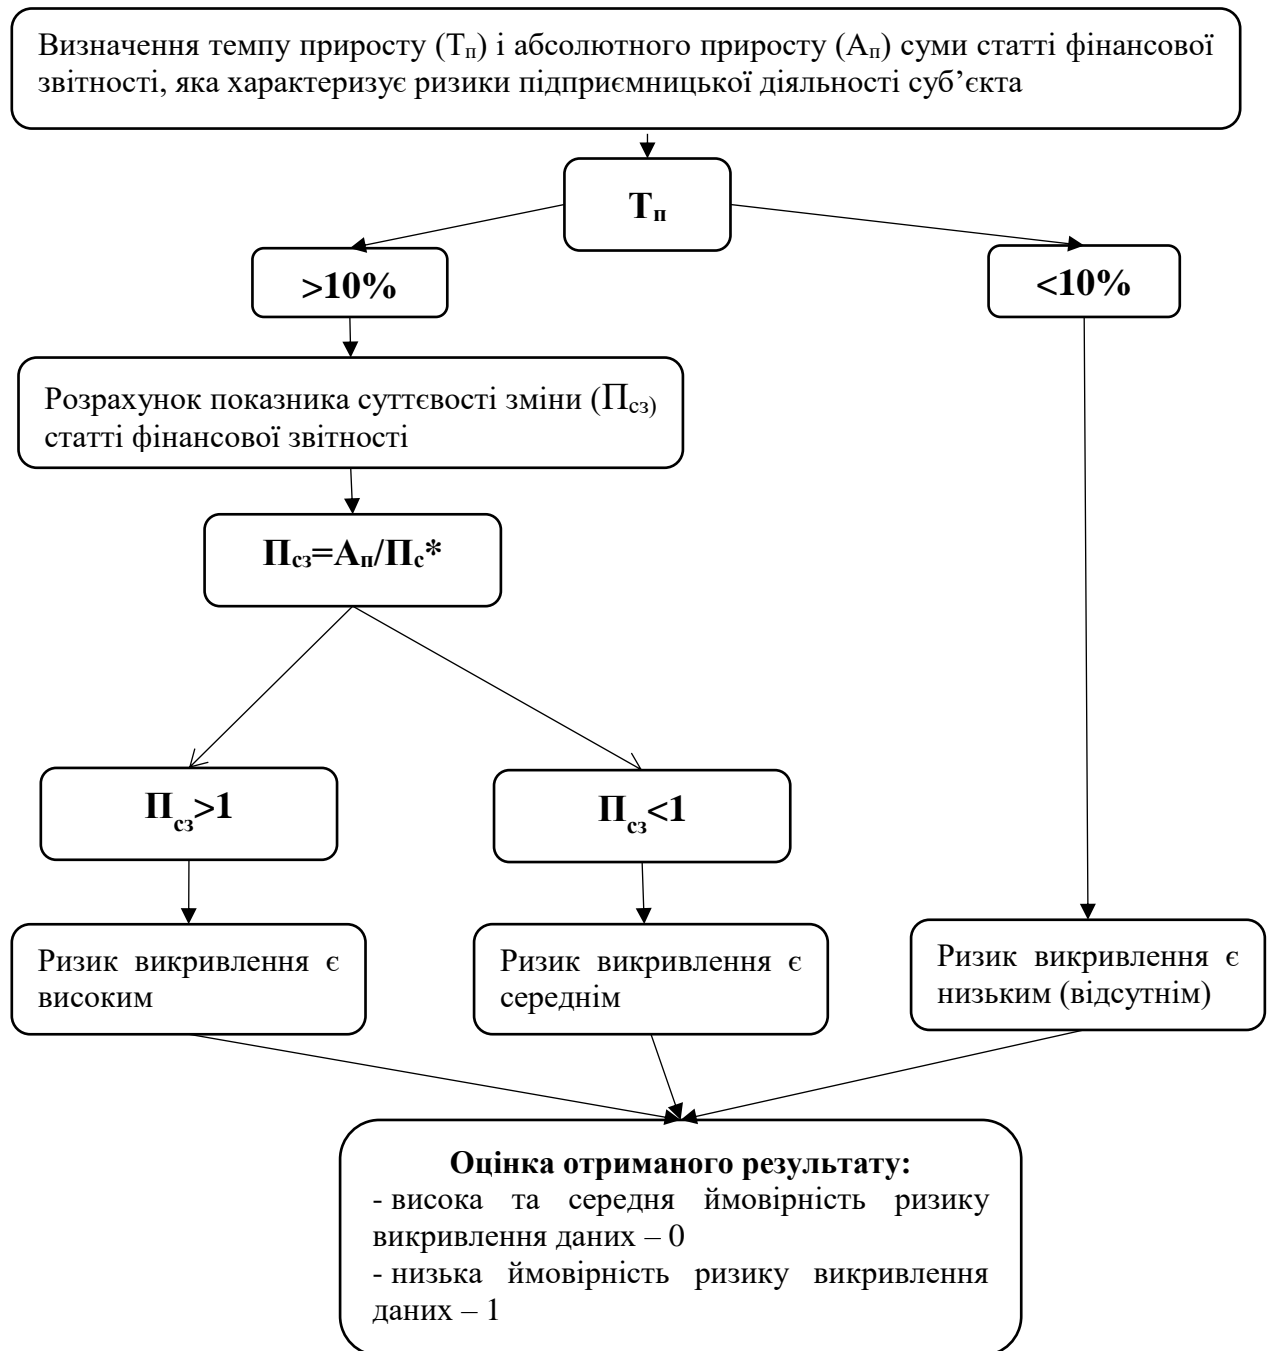 Визначення темпу приросту (Тп) і абсолютного приросту (Ап) суми статті фінансової
звітності, яка характеризує ризики підприємницької діяльності суб’єкта
Тп
>10%
<10%
Розрахунок показника суттєвості зміни (Псз)
статті фінансової звітності
Псз=Ап/Пс*
Псз>1
Псз<1
Ризик викривлення є
високим
Ризик викривлення є
середнім
Ризик викривлення є
низьким (відсутнім)
Оцінка отриманого результату:
- висока та середня ймовірність ризику
викривлення даних – 0
- низька ймовірність ризику викривлення
даних – 1